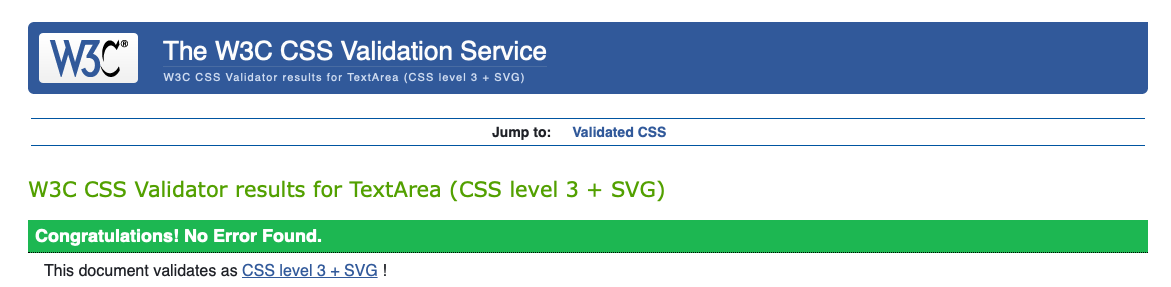 W3C®
The W3C CSS Validation Service
W3C CSS Validator results for TextArea (CSS level 3 + SVG)
Jump to: Validated CSS
W3C CSS Validator results for TextArea (CSS level 3 + SVG)
Congratulations! No Error Found.
This document validates as CSS level 3 + SVG !